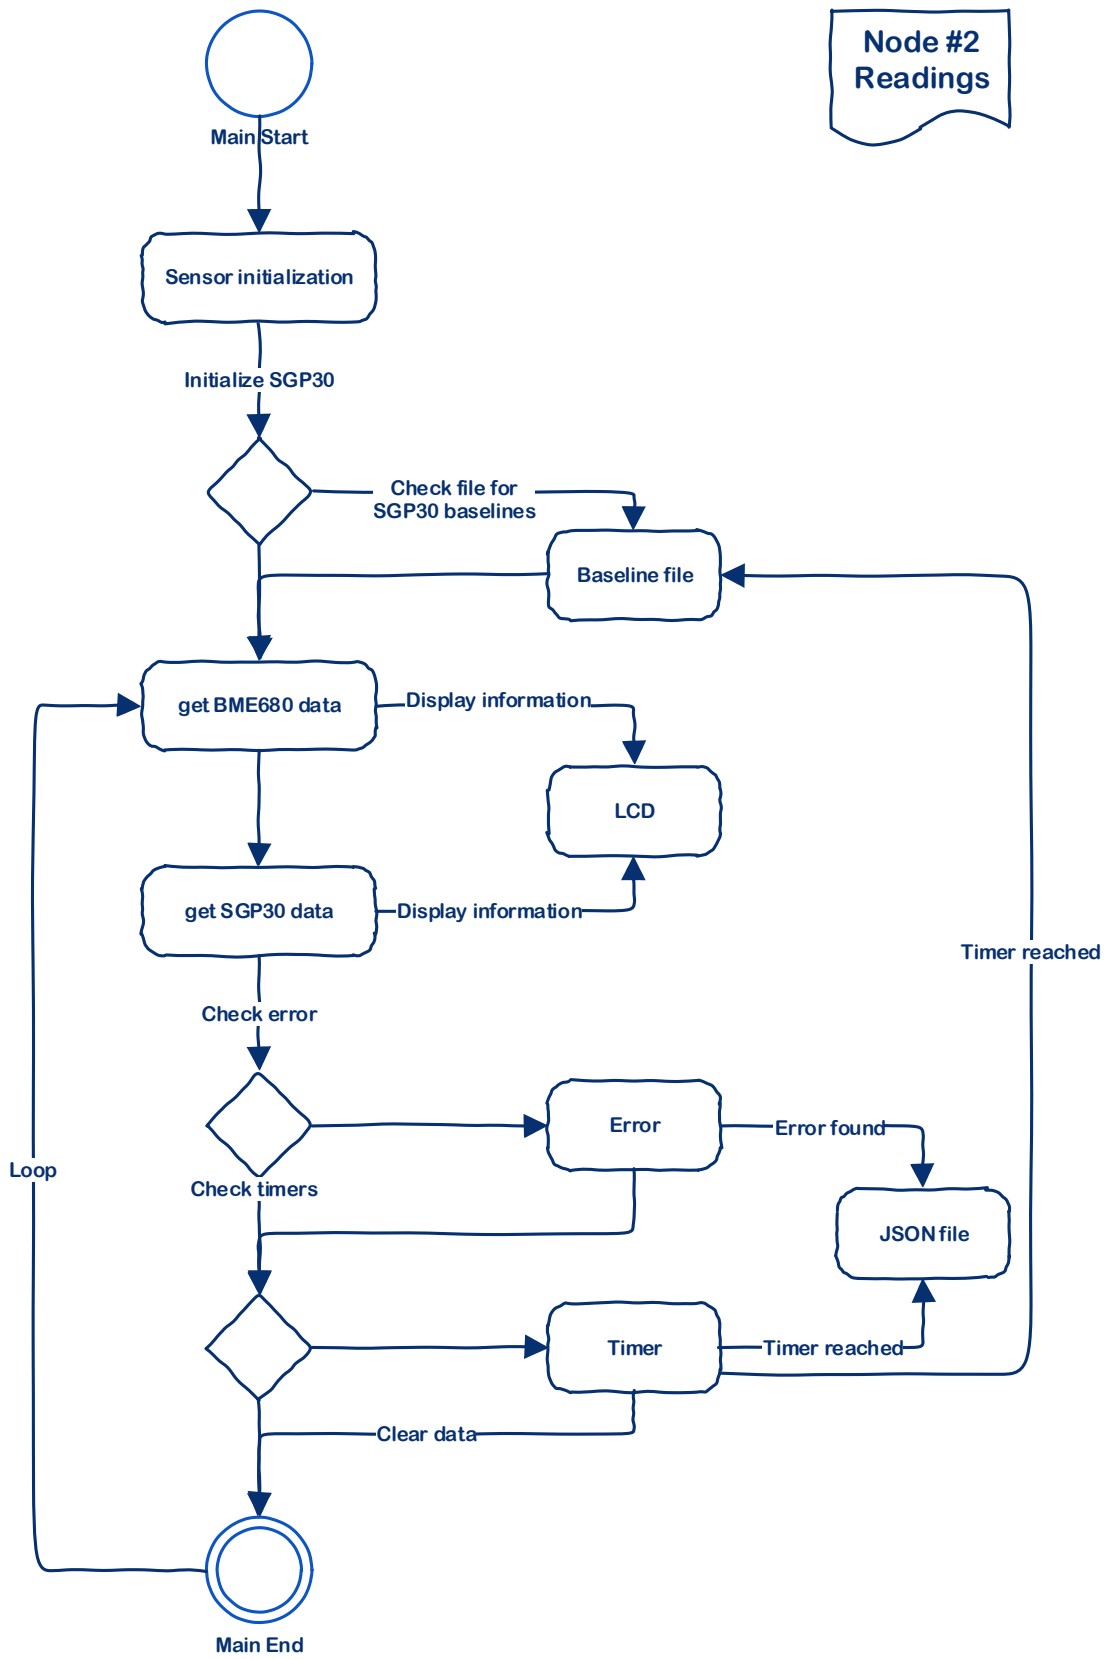 Node #2
Readings
Main Start
Sensor initialization
Initialize SGP30
Check file for
SGP30 baselines
Baseline file
get BME680 data
Display information
LCD
get SGP30 data
Display information
Timer reached
Check error
Error
Error found
Loop
Check timers
JSON file
Timer
Timer reached
Clear data
Main End